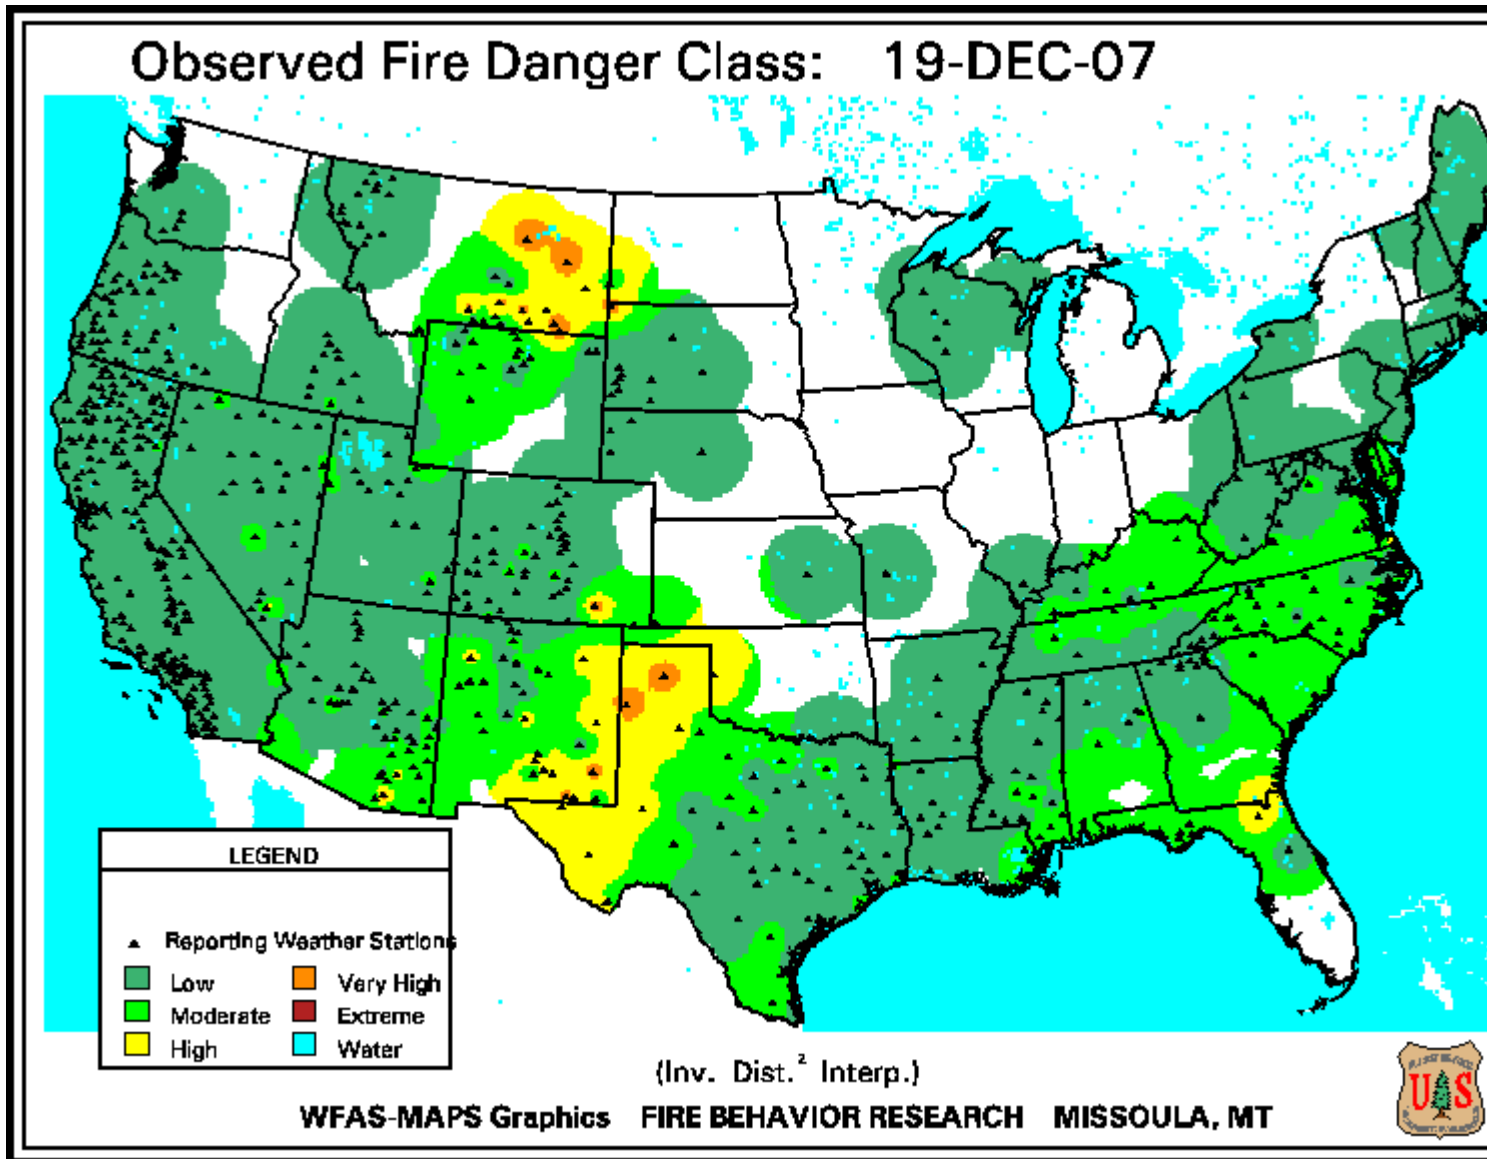 Observed Fire Danger Class: 19-DEC-07
LEGEND
Reporting Weather Stations
Low
Very High
Moderate
Extreme
High
Water
(Inv. Dist.² Interp.)
WFAS-MAPS Graphics FIRE BEHAVIOR RESEARCH MISSOULA, MT
U S